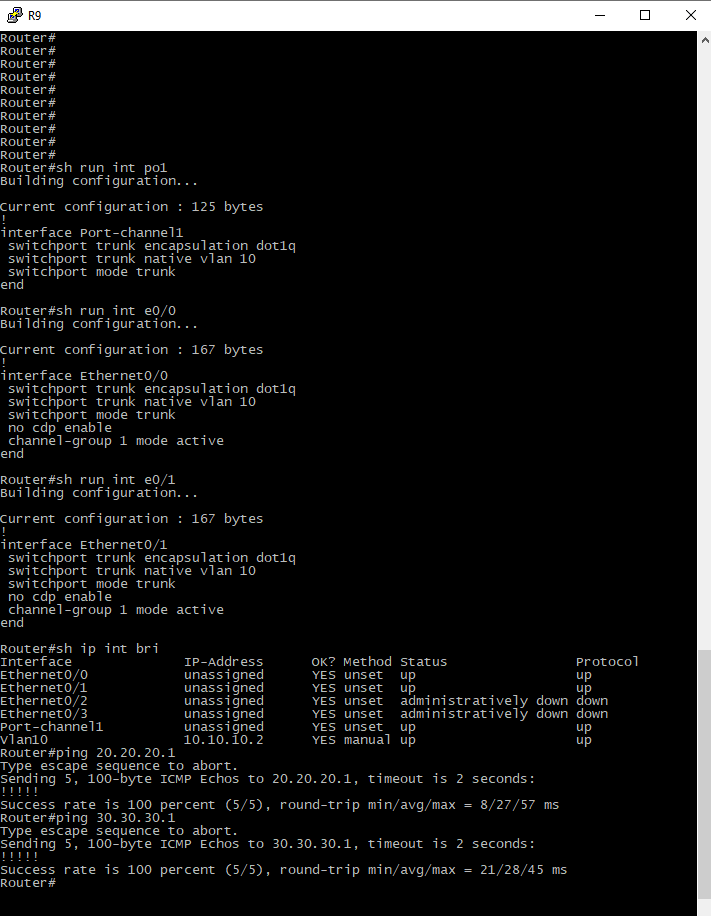 R9
Router#
Router#
Router#
Router#
Router#
Router#
Router#
Router#
Router#
Router#
Router#sh run int po1
Building configuration...
Current configuration : 125 bytes
!
interface Port-channel1
 switchport trunk encapsulation dot1q
 switchport trunk native vlan 10
 switchport mode trunk
end
Router#sh run int e0/0
Building configuration...
Current configuration : 167 bytes
!
interface Ethernet0/0
 switchport trunk encapsulation dot1q
 switchport trunk native vlan 10
 switchport mode trunk
 no cdp enable
 channel-group 1 mode active
end
Router#sh run int e0/1
Building configuration...
Current configuration : 167 bytes
!
interface Ethernet0/1
 switchport trunk encapsulation dot1q
 switchport trunk native vlan 10
 switchport mode trunk
 no cdp enable
 channel-group 1 mode active
end
Router#sh ip int bri
Interface              IP-Address      OK? Method Status                Protocol
Ethernet0/0            unassigned      YES unset  up                    up
Ethernet0/1            unassigned      YES unset  up                    up
Ethernet0/2            unassigned      YES unset  administratively down down
Ethernet0/3            unassigned      YES unset  administratively down down
Port-channel1          unassigned      YES unset  up                    up
Vlan10                 10.10.10.2      YES manual up                    up
Router#ping 20.20.20.1
Type escape sequence to abort.
Sending 5, 100-byte ICMP Echos to 20.20.20.1, timeout is 2 seconds:
!!!!!
Success rate is 100 percent (5/5), round-trip min/avg/max = 8/27/57 ms
Router#ping 30.30.30.1
Type escape sequence to abort.
Sending 5, 100-byte ICMP Echos to 30.30.30.1, timeout is 2 seconds:
!!!!!
Success rate is 100 percent (5/5), round-trip min/avg/max = 21/28/45 ms
Router#